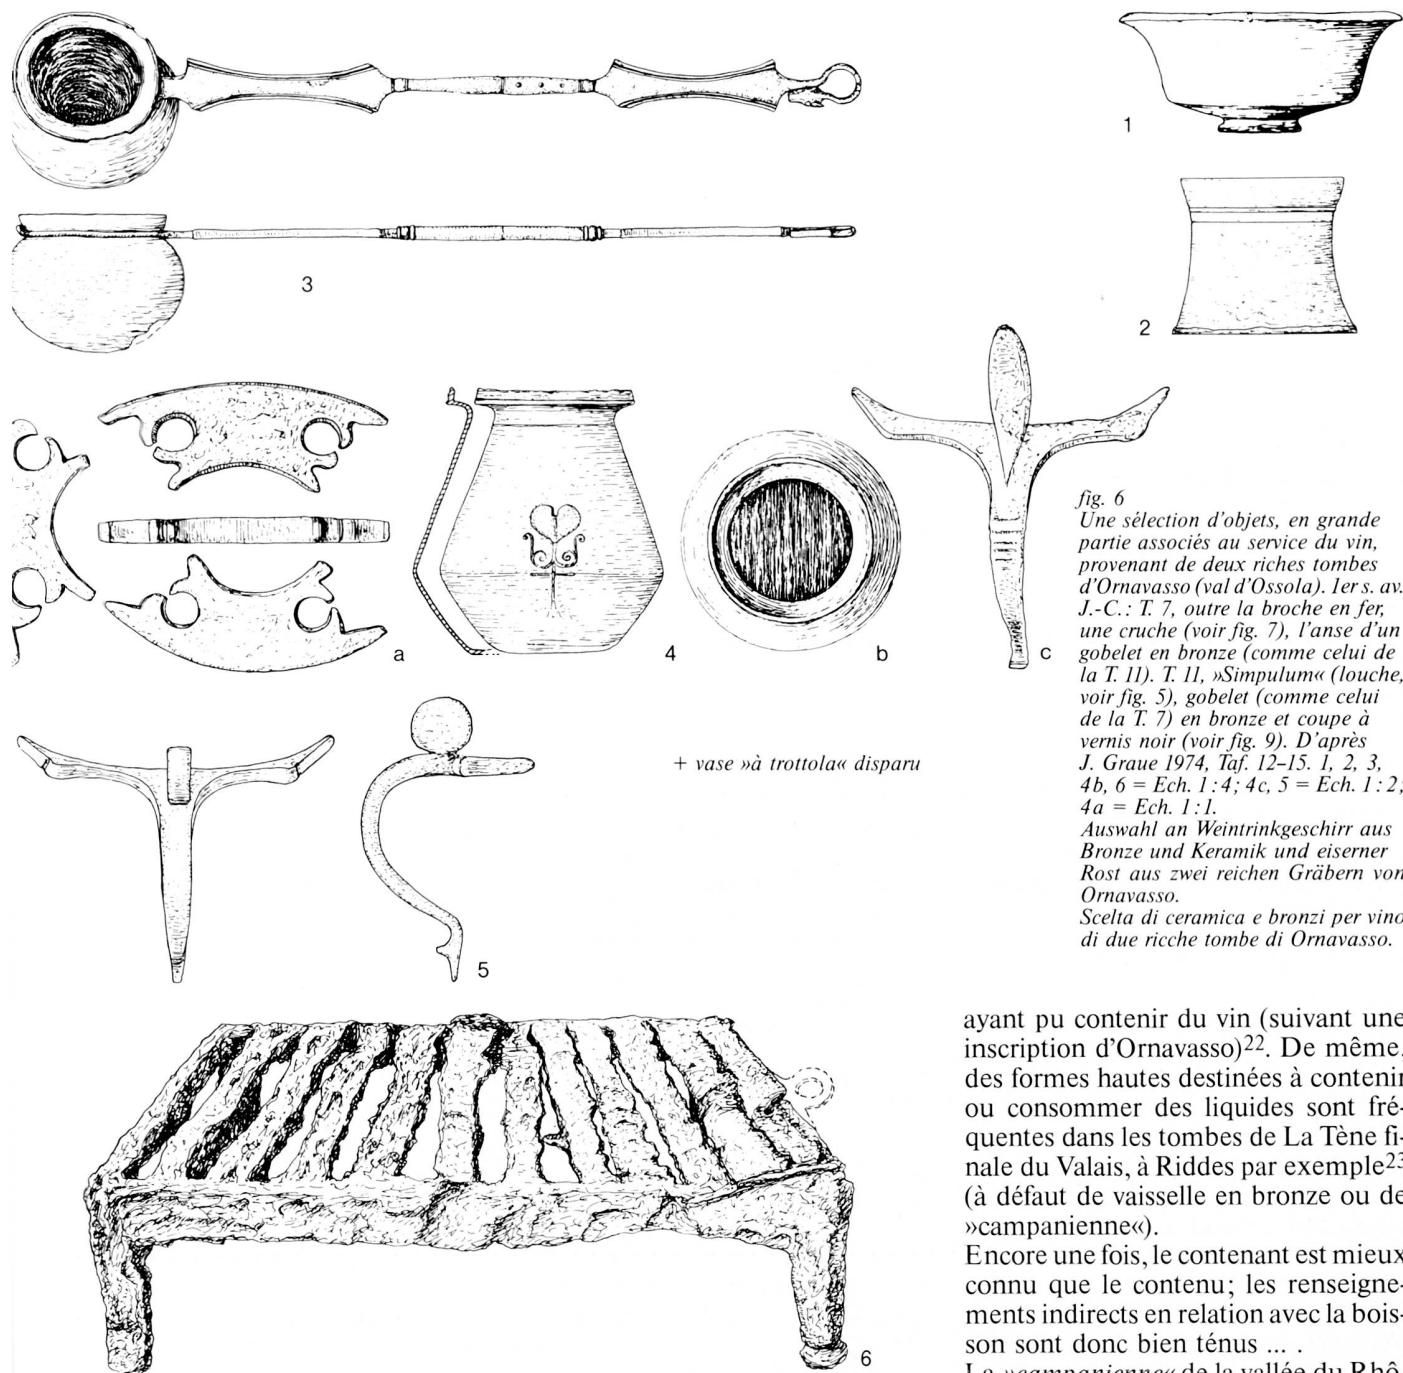 1
2
3
a
4
b
c
fig. 6
Une sélection d'objets, en grande
partie associés au service du vin,
provenant de deux riches tombes
d'Ornavasso (val d'Ossola). Ier s. av.
J.-C.: T. 7, outre la broche en fer,
une cruche (voir fig. 7), l'anse d'un
gobelet en bronze (comme celui de
la T. 11). T. 11, »Simpulum« (louche,
voir fig. 5), gobelet (comme celui
de la T. 7) en bronze et coupe à
vernis noir (voir fig. 9). D'après
J. Graue 1974, Taf. 12–15. 1, 2, 3,
4b, 6 = Ech. 1:4; 4c, 5 = Ech. 1:2;
4a = Ech. 1:1.
Auswahl an Weintrinkgeschirr aus
Bronze und Keramik und eiserner
Rost aus zwei reichen Gräbern von
Ornavasso.
Scelta di ceramica e bronzi per vino
di due ricche tombe di Ornavasso.
+ vase »à trottola« disparu
5
6
ayant pu contenir du vin (suivant une
inscription d'Ornavasso)22. De même,
des formes hautes destinées à contenir
ou consommer des liquides sont fré-
quentes dans les tombes de La Tène fi-
nale du Valais, à Riddes par exemple23
(à défaut de vaisselle en bronze ou de
»campanienne«).
Encore une fois, le contenant est mieux
connu que le contenu; les renseigne-
ments indirects en relation avec la bois-
son sont donc bien ténus ... .
La »campanienne« de la vallée du Rhô-